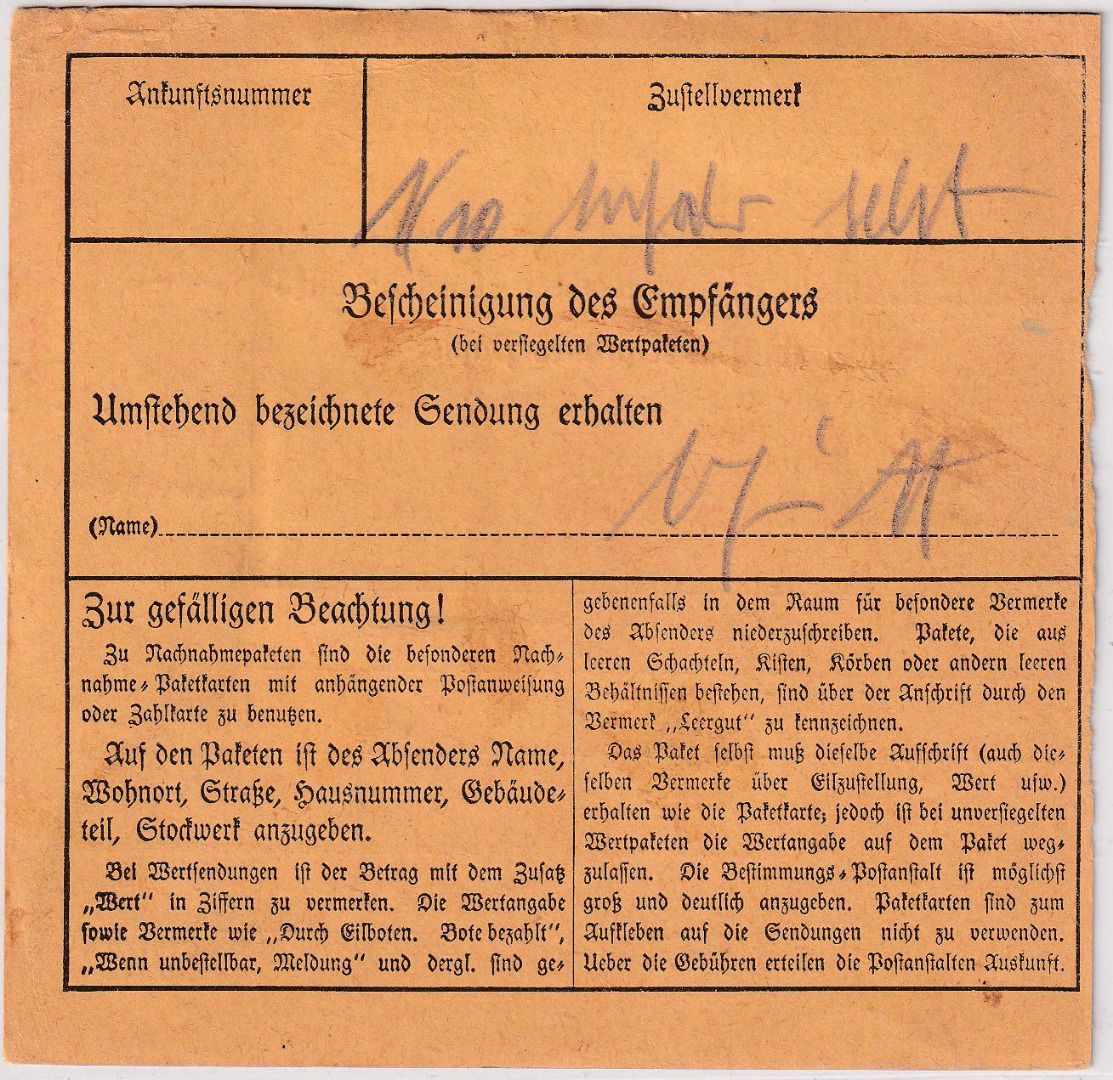 Ankunftsnummer
Zustellvermerk
selbst
Bescheinigung des Empfängers
(bei versiegelten Wertpaketen)
Umstehend bezeichnete Sendung erhalten
(Name)
Zur gefälligen Beachtung!
Zu Nachnahmepaketen sind die besonderen Nach-
nahme-Paketkarten mit anhängender Postanweisung
oder Zahlkarte zu benutzen.
Auf den Paketen ist des Absenders Name,
Wohnort, Straße, Hausnummer, Gebäude-
teil, Stockwerk anzugeben.
Bei Wertsendungen ist der Betrag mit dem Zusatz
„Wert“ in Ziffern zu vermerken. Die Wertangabe
sowie Vermerke wie „Durch Eilboten. Bote bezahlt“,
„Wenn unbestellbar, Meldung“ und dergl. sind ge-
gebenenfalls in dem Raum für besondere Vermerke
des Absenders niederzuschreiben. Pakete, die aus
leeren Schachteln, Kisten, Körben oder andern leeren
Behältnissen bestehen, sind über der Anschrift durch den
Vermerk „Leergut“ zu kennzeichnen.
Das Paket selbst muß dieselbe Aufschrift (auch die-
selben Vermerke über Eilzustellung, Wert usw.)
erhalten wie die Paketkarte; jedoch ist bei unversiegelten
Wertpaketen die Wertangabe auf dem Paket weg-
zulassen. Die Bestimmungs-Postanstalt ist möglichst
groß und deutlich anzugeben. Paketkarten sind zum
Aufkleben auf die Sendungen nicht zu verwenden.
Ueber die Gebühren erteilen die Postanstalten Auskunft.